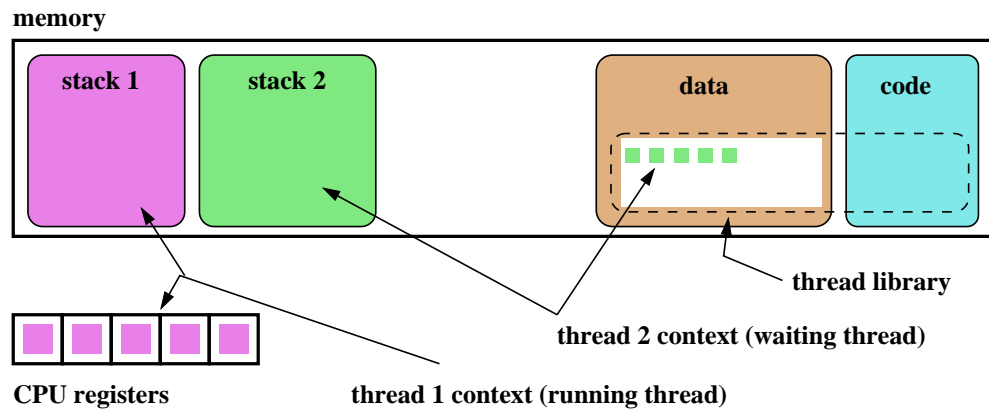 memory
stack 1
stack 2
data
code
thread library
thread 2 context (waiting thread)
CPU registers
thread 1 context (running thread)